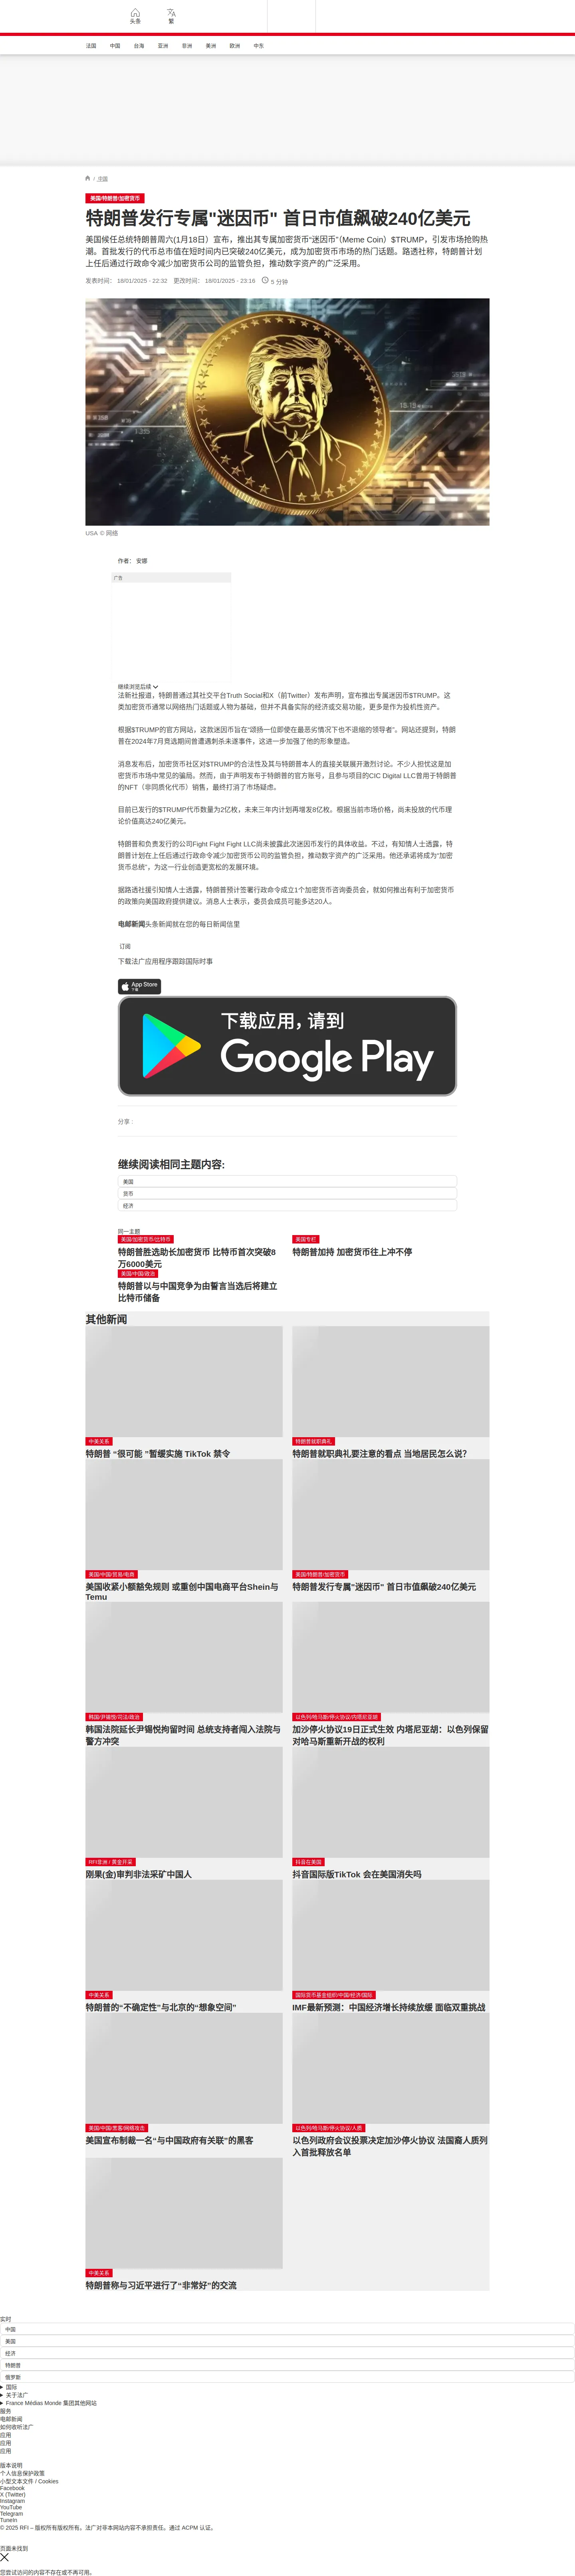 头条
繁
法国 中国 台海 亚洲 非洲 美洲 欧洲 中东
/ 中国
美国/特朗普/加密货币
特朗普发行专属"迷因币" 首日市值飙破240亿美元
美国候任总统特朗普周六(1月18日）宣布，推出其专属加密货币“迷因币”（Meme Coin）$TRUMP，引发市场抢购热
潮。首批发行的代币总市值在短时间内已突破240亿美元，成为加密货币市场的热门话题。路透社称，特朗普计划
上任后通过行政命令减少加密货币公司的监管负担，推动数字资产的广泛采用。
发表时间： 18/01/2025 - 22:32 更改时间： 18/01/2025 - 23:16 5 分钟
USA © 网络
作者： 安娜
广告
继续浏览后续
法新社报道，特朗普通过其社交平台Truth Social和X（前Twitter）发布声明，宣布推出专属迷因币$TRUMP。这
类加密货币通常以网络热门话题或人物为基础，但并不具备实际的经济或交易功能，更多是作为投机性资产。
根据$TRUMP的官方网站，这款迷因币旨在“颂扬一位即使在最恶劣情况下也不退缩的领导者”。网站还提到，特朗
普在2024年7月竞选期间曾遭遇刺杀未遂事件，这进一步加强了他的形象塑造。
消息发布后，加密货币社区对$TRUMP的合法性及其与特朗普本人的直接关联展开激烈讨论。不少人担忧这是加
密货币市场中常见的骗局。然而，由于声明发布于特朗普的官方账号，且参与项目的CIC Digital LLC曾用于特朗普
的NFT（非同质化代币）销售，最终打消了市场疑虑。
目前已发行的$TRUMP代币数量为2亿枚，未来三年内计划再增发8亿枚。根据当前市场价格，尚未投放的代币理
论价值高达240亿美元。
特朗普和负责发行的公司Fight Fight Fight LLC尚未披露此次迷因币发行的具体收益。不过，有知情人士透露，特
朗普计划在上任后通过行政命令减少加密货币公司的监管负担，推动数字资产的广泛采用。他还承诺将成为“加密
货币总统”，为这一行业创造更宽松的发展环境。
据路透社援引知情人士透露，特朗普预计签署行政命令成立1个加密货币咨询委员会，就如何推出有利于加密货币
的政策向美国政府提供建议。消息人士表示，委员会成员可能多达20人。
电邮新闻头条新闻就在您的每日新闻信里
订阅
下载法广应用程序跟踪国际时事
App Store
下载
下载应用，请到
Google Play
分享 :
继续阅读相同主题内容:
美国
货币
经济
同一主题
美国/加密货币/比特币
特朗普胜选助长加密货币 比特币首次突破8
万6000美元
美国专栏
特朗普加持 加密货币往上冲不停
美国/中国/政治
特朗普以与中国竞争为由誓言当选后将建立
比特币储备
其他新闻
中美关系
特朗普 “很可能 ”暂缓实施 TikTok 禁令
特朗普就职典礼
特朗普就职典礼要注意的看点 当地居民怎么说？
美国/中国/贸易/电商
美国收紧小额豁免规则 或重创中国电商平台Shein与
Temu
美国/特朗普/加密货币
特朗普发行专属"迷因币" 首日市值飙破240亿美元
韩国/尹锡悦/司法/政治
韩国法院延长尹锡悦拘留时间 总统支持者闯入法院与
警方冲突
以色列/哈马斯/停火协议/内塔尼亚胡
加沙停火协议19日正式生效 内塔尼亚胡：以色列保留
对哈马斯重新开战的权利
RFI非洲 / 黄金开采
刚果(金)审判非法采矿中国人
抖音在美国
抖音国际版TikTok 会在美国消失吗
中美关系
特朗普的“不确定性”与北京的“想象空间”
国际货币基金组织/中国/经济/国际
IMF最新预测：中国经济增长持续放缓 面临双重挑战
美国/中国/黑客/网络攻击
美国宣布制裁一名“与中国政府有关联”的黑客
以色列/哈马斯/停火协议/人质
以色列政府会议投票决定加沙停火协议 法国裔人质列
入首批释放名单
中美关系
特朗普称与习近平进行了“非常好”的交流
实时
中国
美国
经济
特朗普
俄罗斯
国际
关于法广
France Médias Monde 集团其他网站
服务
电邮新闻
如何收听法广
应用
应用
应用
版本说明
个人信息保护政策
小型文本文件 / Cookies
Facebook
X (Twitter)
Instagram
YouTube
Telegram
TuneIn
© 2025 RFI – 版权所有版权所有。法广对非本网站内容不承担责任。通过 ACPM 认证。
页面未找到
您尝试访问的内容不存在或不再可用。